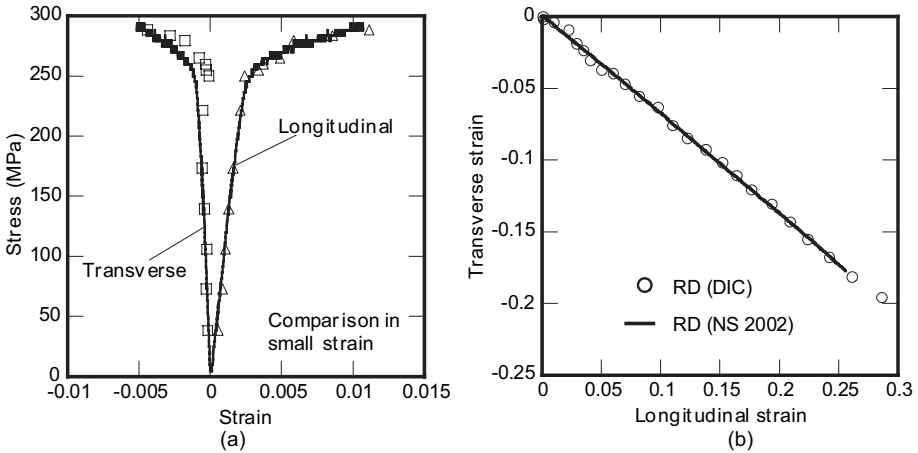 (a)
Stress (MPa)
400
350
300
250
200
150
100
50
0
Longitudinal
Transverse
Comparison in
small strain
-0.01
-0.005
0
0.005
0.01
0.015
Strain
(a)
(b)
Transverse strain
0
-0.05
-0.1
-0.15
-0.2
-0.25
RD (DIC)
RD (NS 2002)
0
0.05
0.1
0.15
0.2
0.25
0.3
Longitudinal strain
(b)